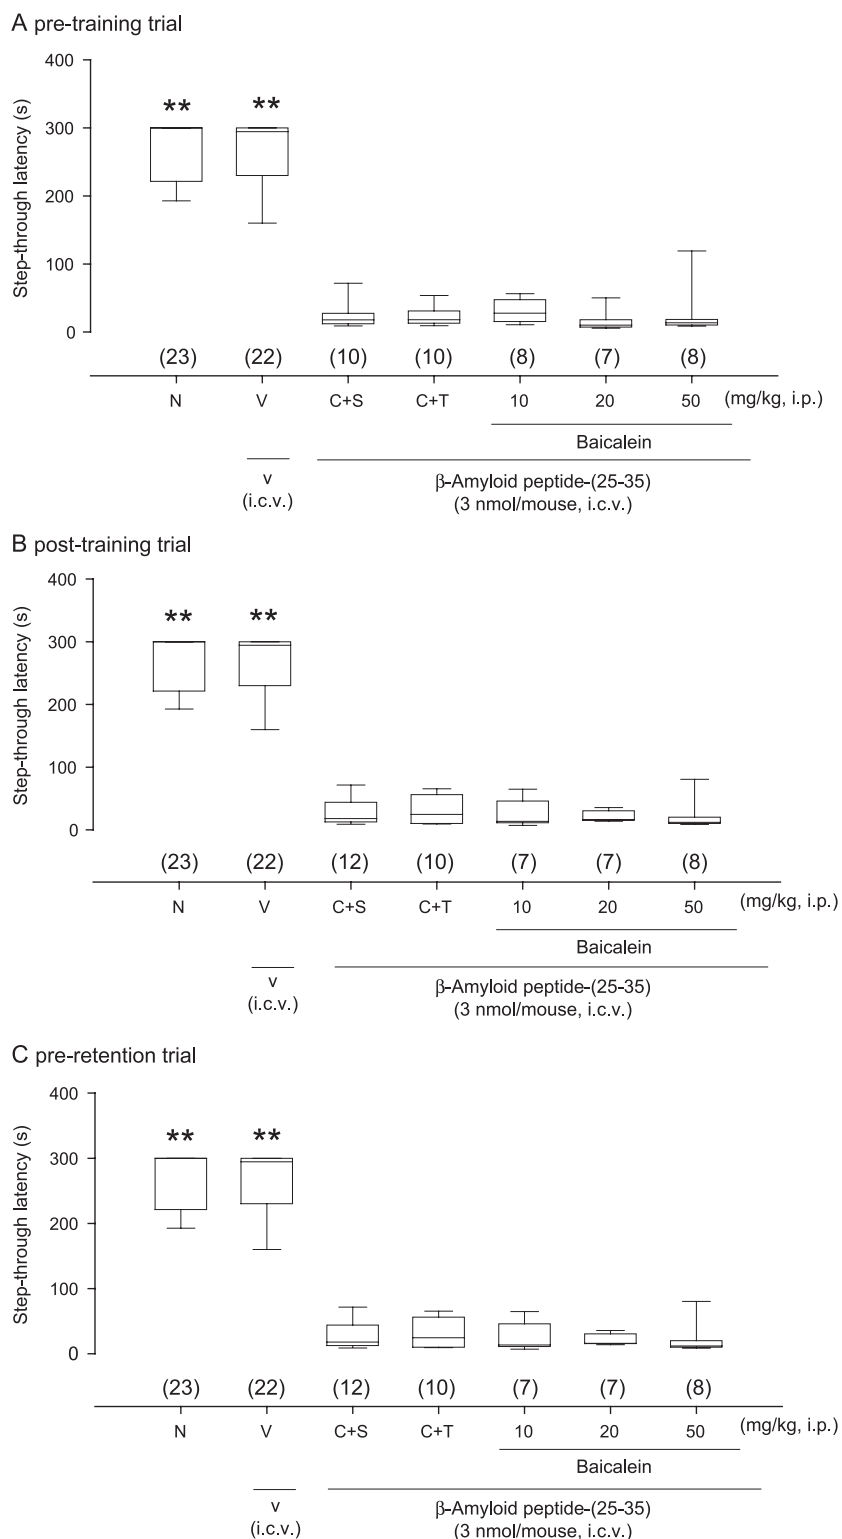 A pre-training trial
Step-through latency (s)
400
300
200
100
0
** **
(23) (22) (10) (10) (8) (7) (8)
N V C+S C+T 10 20 50 (mg/kg, i.p.)
Baicalein
v
(i.c.v.)
β-Amyloid peptide-(25-35)
(3 nmol/mouse, i.c.v.)
B post-training trial
Step-through latency (s)
400
300
200
100
0
** **
(23) (22) (12) (10) (7) (7) (8)
N V C+S C+T 10 20 50 (mg/kg, i.p.)
Baicalein
v
(i.c.v.)
β-Amyloid peptide-(25-35)
(3 nmol/mouse, i.c.v.)
C pre-retention trial
Step-through latency (s)
400
300
200
100
0
** **
(23) (22) (12) (10) (7) (7) (8)
N V C+S C+T 10 20 50 (mg/kg, i.p.)
Baicalein
v
(i.c.v.)
β-Amyloid peptide-(25-35)
(3 nmol/mouse, i.c.v.)